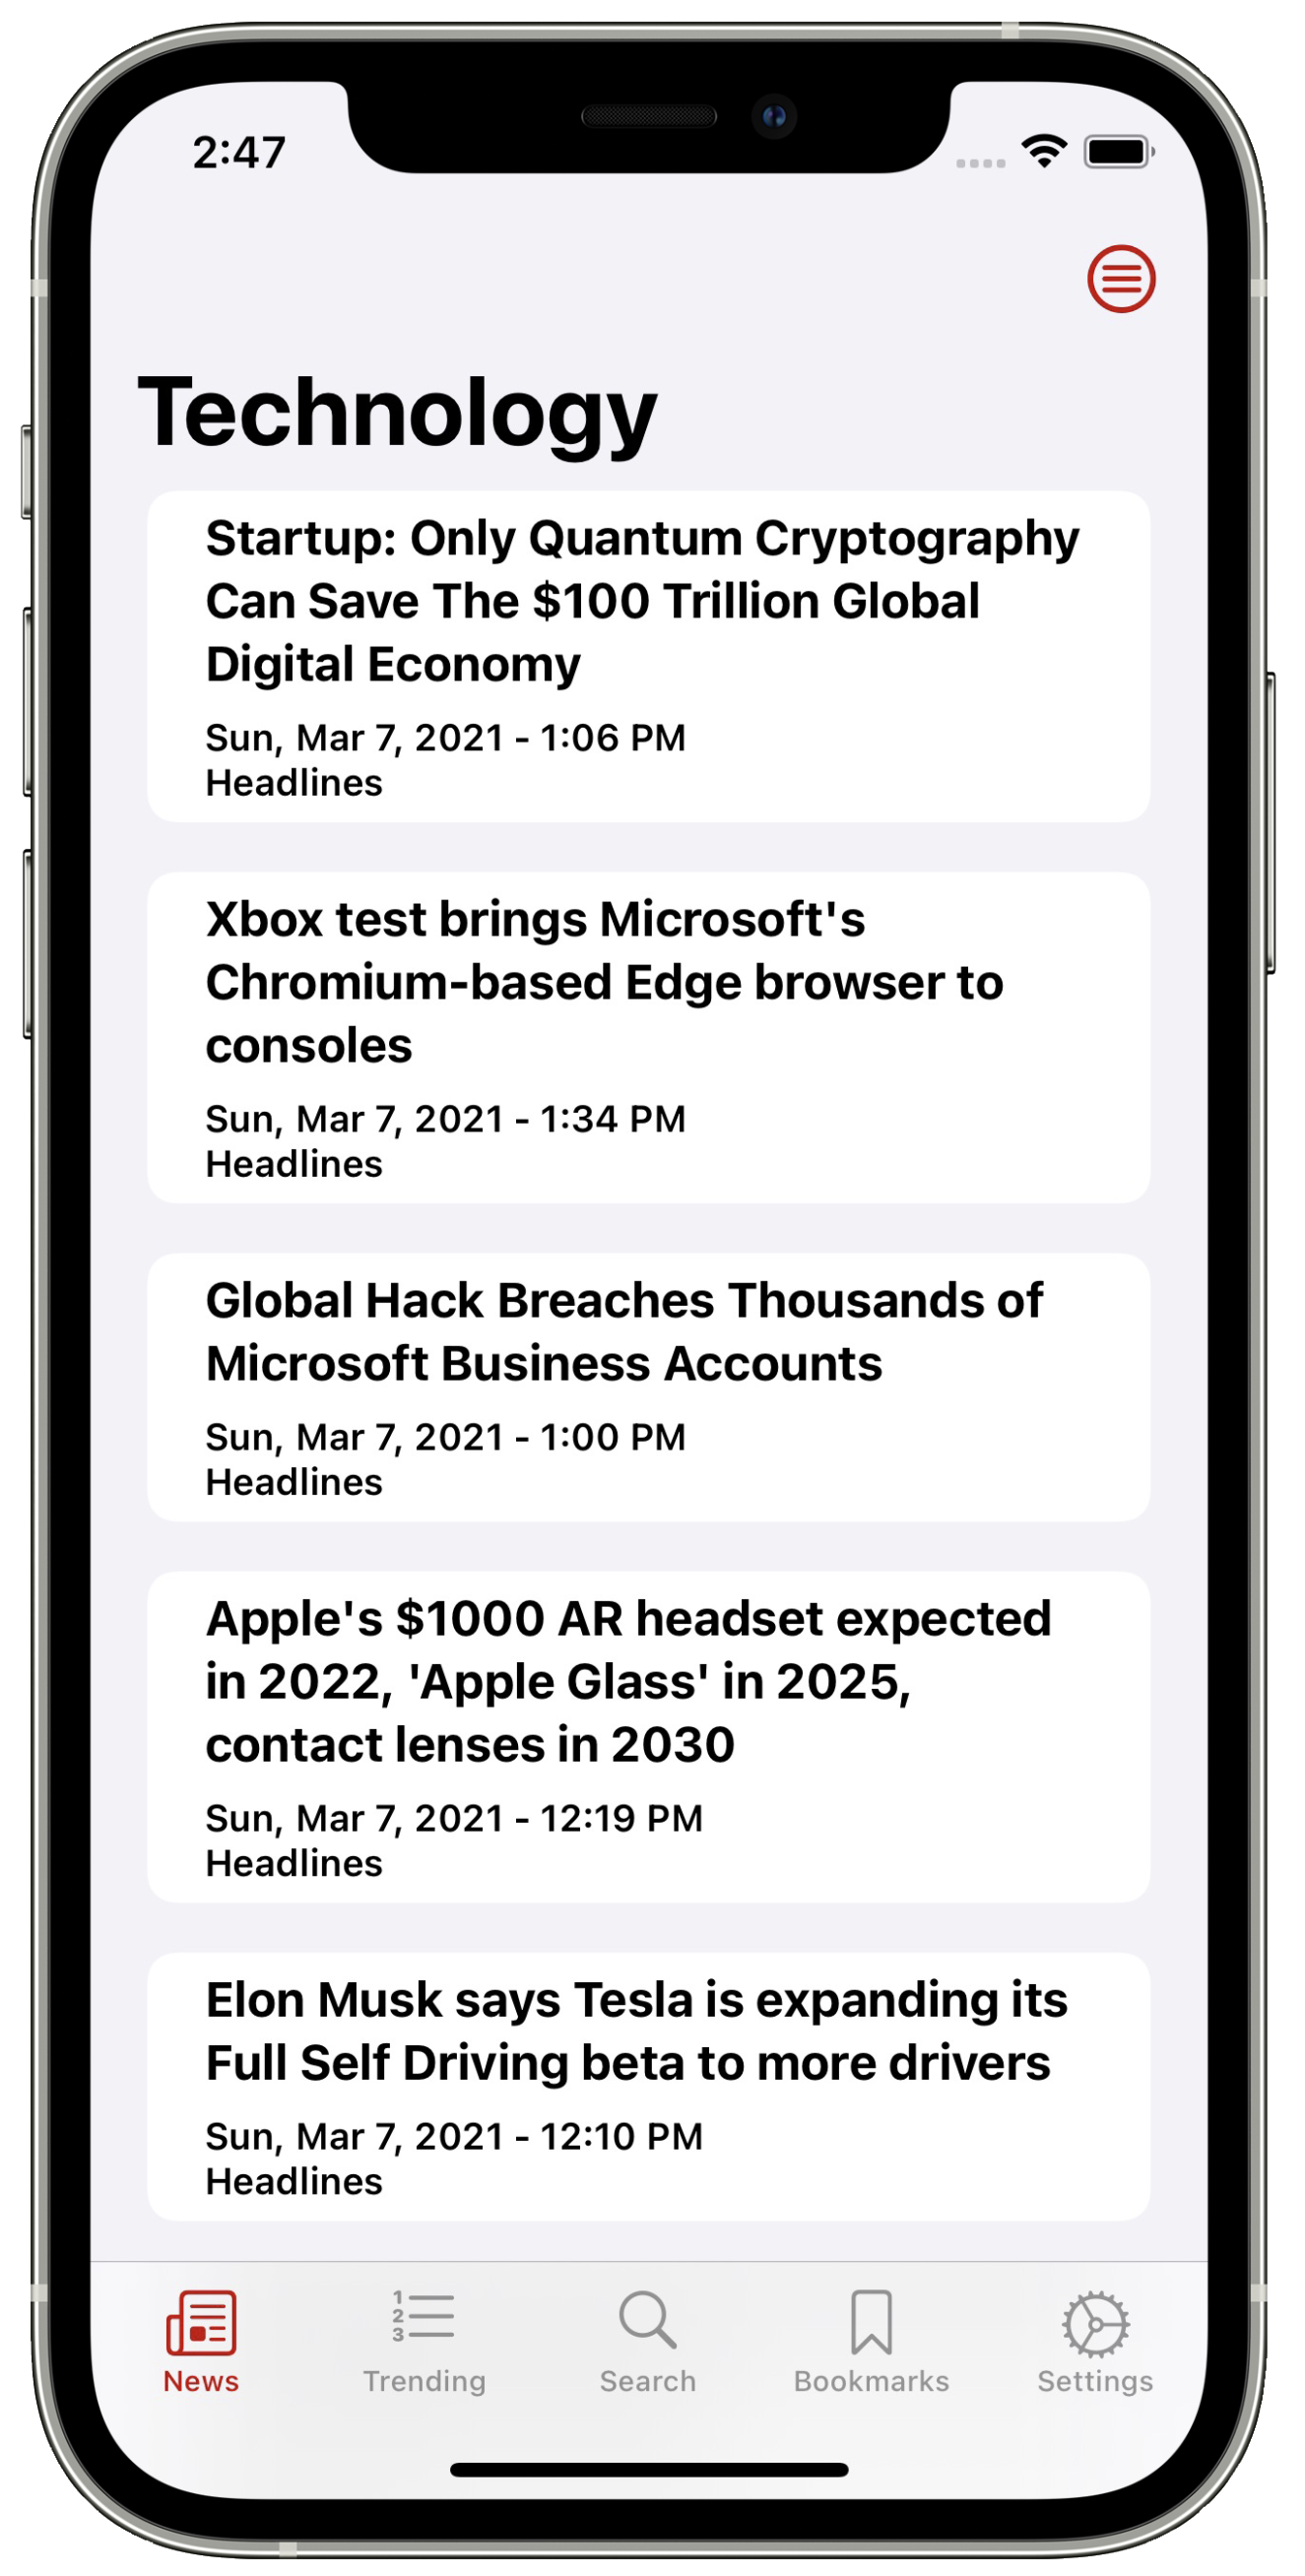 2:47
Technology
Startup: Only Quantum Cryptography
Can Save The $100 Trillion Global
Digital Economy
Sun, Mar 7, 2021 - 1:06 PM
Headlines
Xbox test brings Microsoft's
Chromium-based Edge browser to
consoles
Sun, Mar 7, 2021 - 1:34 PM
Headlines
Global Hack Breaches Thousands of
Microsoft Business Accounts
Sun, Mar 7, 2021 - 1:00 PM
Headlines
Apple's $1000 AR headset expected
in 2022, 'Apple Glass' in 2025,
contact lenses in 2030
Sun, Mar 7, 2021 - 12:19 PM
Headlines
Elon Musk says Tesla is expanding its
Full Self Driving beta to more drivers
Sun, Mar 7, 2021 - 12:10 PM
Headlines
1
2
3
News Trending Search Bookmarks Settings